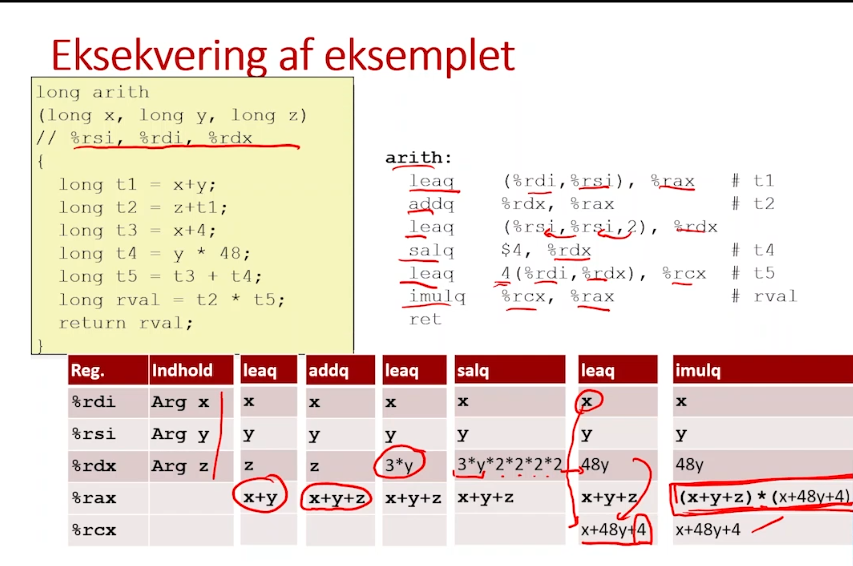 Eksekvering af eksemplet
long arith
(long x, long y, long z)
// %rsi, %rdi, %rdx
{
long t1 = x+y;
long t2 = z+t1;
long t3 = x+4;
long t4 = y * 48;
long t5 = t3 + t4;
long rval = t2 * t5;
return rval;
}
arith:
leaq (%rdi,%rsi), %rax # t1
addq %rdx, %rax # t2
leaq (%rsi,%rsi,2), %rdx
salq $4, %rdx # t4
leaq 4(%rdi,%rdx), %rcx # t5
imulq %rcx, %rax # rval
ret
Reg. Indhold leaq addq leaq salq leaq imulq
%rdi Arg x x x x x x x
%rsi Arg y y y y y y y
%rdx Arg z z z 3*y 3*y*2*2*2*2 48y 48y
%rax x+y x+y+z x+y+z x+y+z x+y+z (x+y+z)*(x+48y+4)
%rcx x+48y+4 x+48y+4